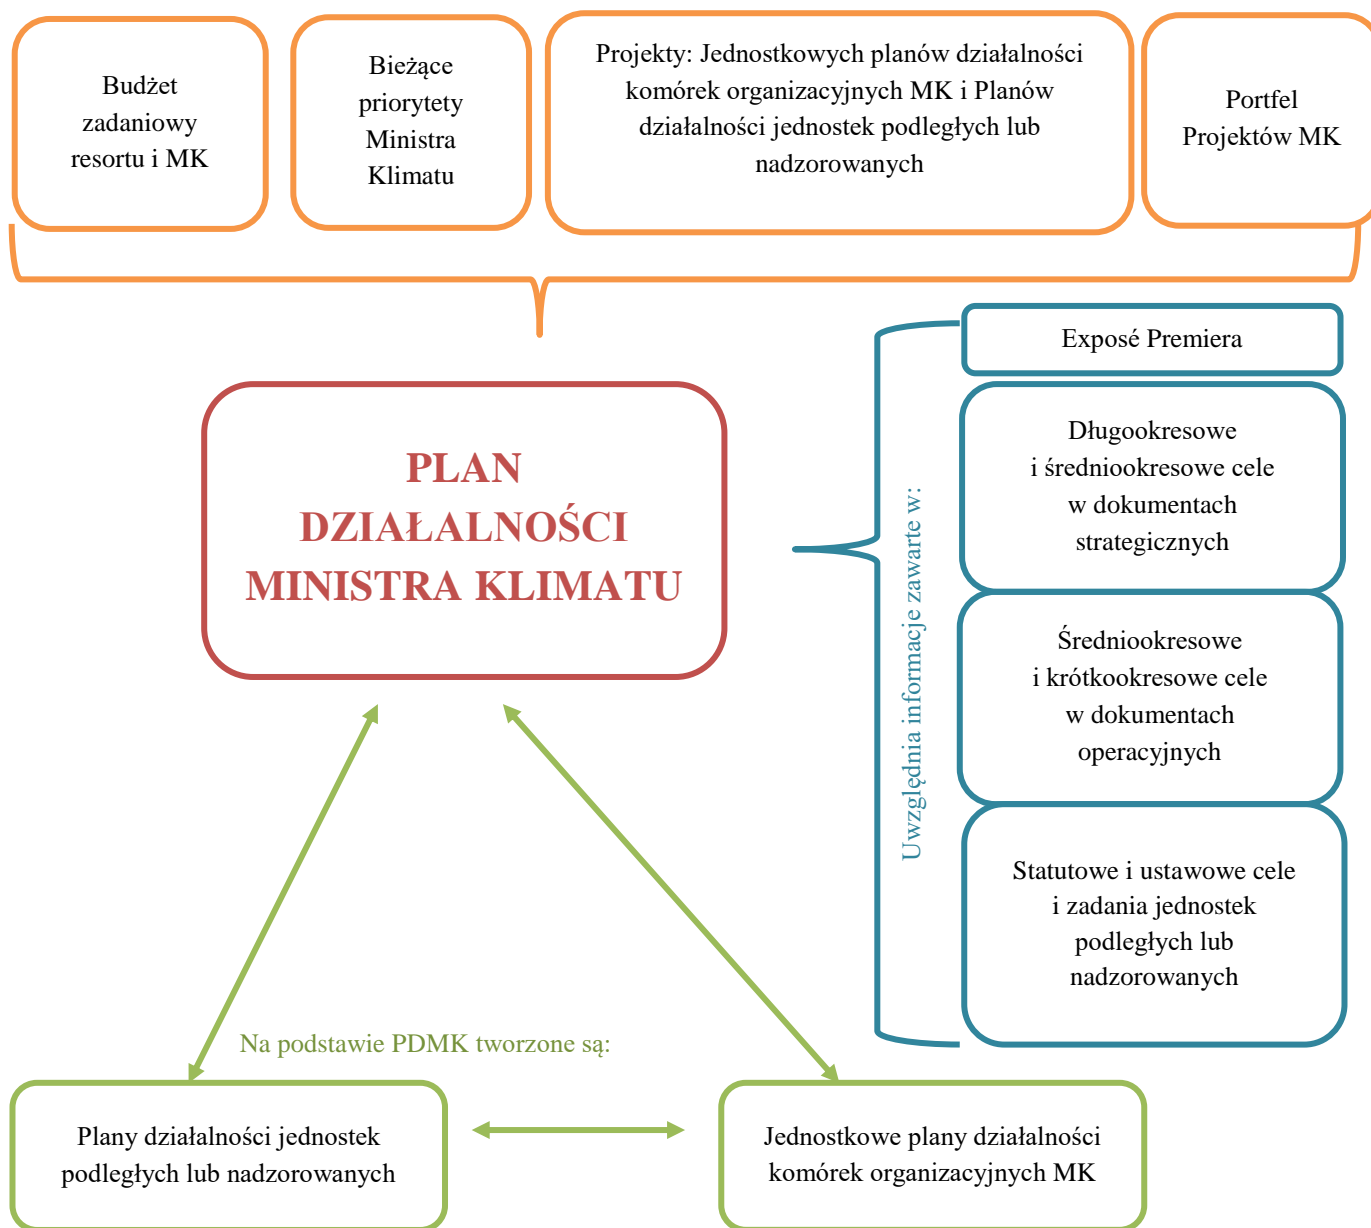 Budżet
zadaniowy
resortu i MK
Bieżące
priorytety
Ministra
Klimatu
Projekty: Jednostkowych planów działalności
komórek organizacyjnych MK i Planów
działalności jednostek podległych lub
nadzorowanych
Portfel
Projektów MK
PLAN
DZIAŁALNOŚCI
MINISTRA KLIMATU
Uwzględnia informacje zawarte w:
Exposé Premiera
Długookresowe
i średniookresowe cele
w dokumentach
strategicznych
Średniookresowe
i krótkookresowe cele
w dokumentach
operacyjnych
Statutowe i ustawowe cele
i zadania jednostek
podległych lub
nadzorowanych
Na podstawie PDMK tworzone są:
Plany działalności jednostek
podległych lub nadzorowanych
Jednostkowe plany działalności
komórek organizacyjnych MK